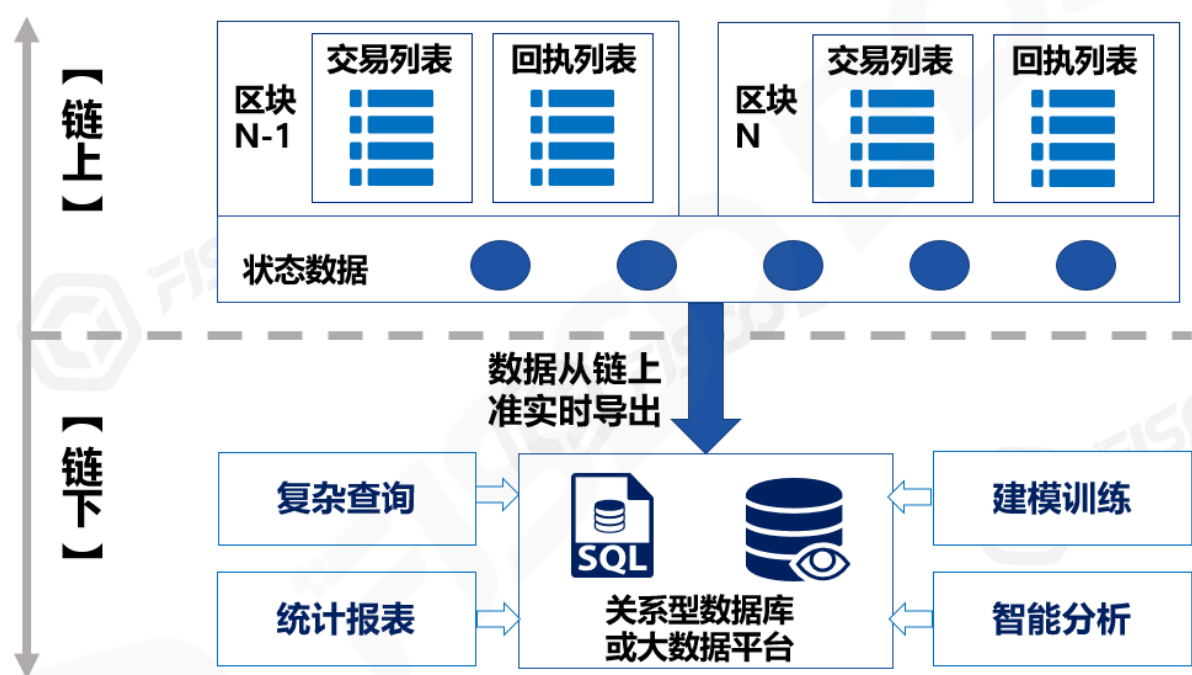 【链上】
区块
N-1
交易列表
回执列表
区块
N
交易列表
回执列表
状态数据
数据从链上
准实时导出
【链下】
复杂查询
统计报表
SQL
关系型数据库
或大数据平台
建模训练
智能分析
FISCO